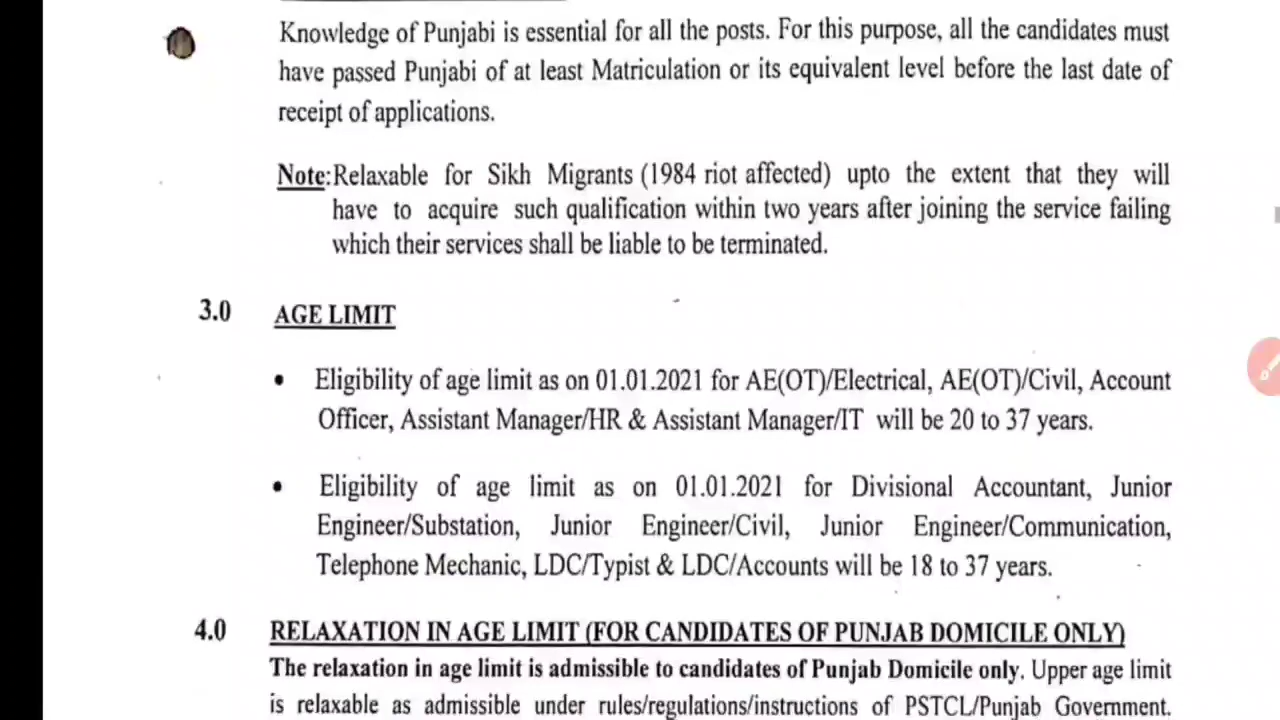 Knowledge of Punjabi is essential for all the posts. For this purpose, all the candidates must
have passed Punjabi of at least Matriculation or its equivalent level before the last date of
receipt of applications.
Note: Relaxable for Sikh Migrants (1984 riot affected) upto the extent that they will
have to acquire such qualification within two years after joining the service failing
which their services shall be liable to be terminated.
3.0 AGE LIMIT
• Eligibility of age limit as on 01.01.2021 for AE(OT)/Electrical, AE(OT)/Civil, Account
Officer, Assistant Manager/HR & Assistant Manager/IT will be 20 to 37 years.
• Eligibility of age limit as on 01.01.2021 for Divisional Accountant, Junior
Engineer/Substation, Junior Engineer/Civil, Junior Engineer/Communication,
Telephone Mechanic, LDC/Typist & LDC/Accounts will be 18 to 37 years.
4.0 RELAXATION IN AGE LIMIT (FOR CANDIDATES OF PUNJAB DOMICILE ONLY)
The relaxation in age limit is admissible to candidates of Punjab Domicile only. Upper age limit
is relaxable as admissible under rules/regulations/instructions of PSTCL/Punjab Government.